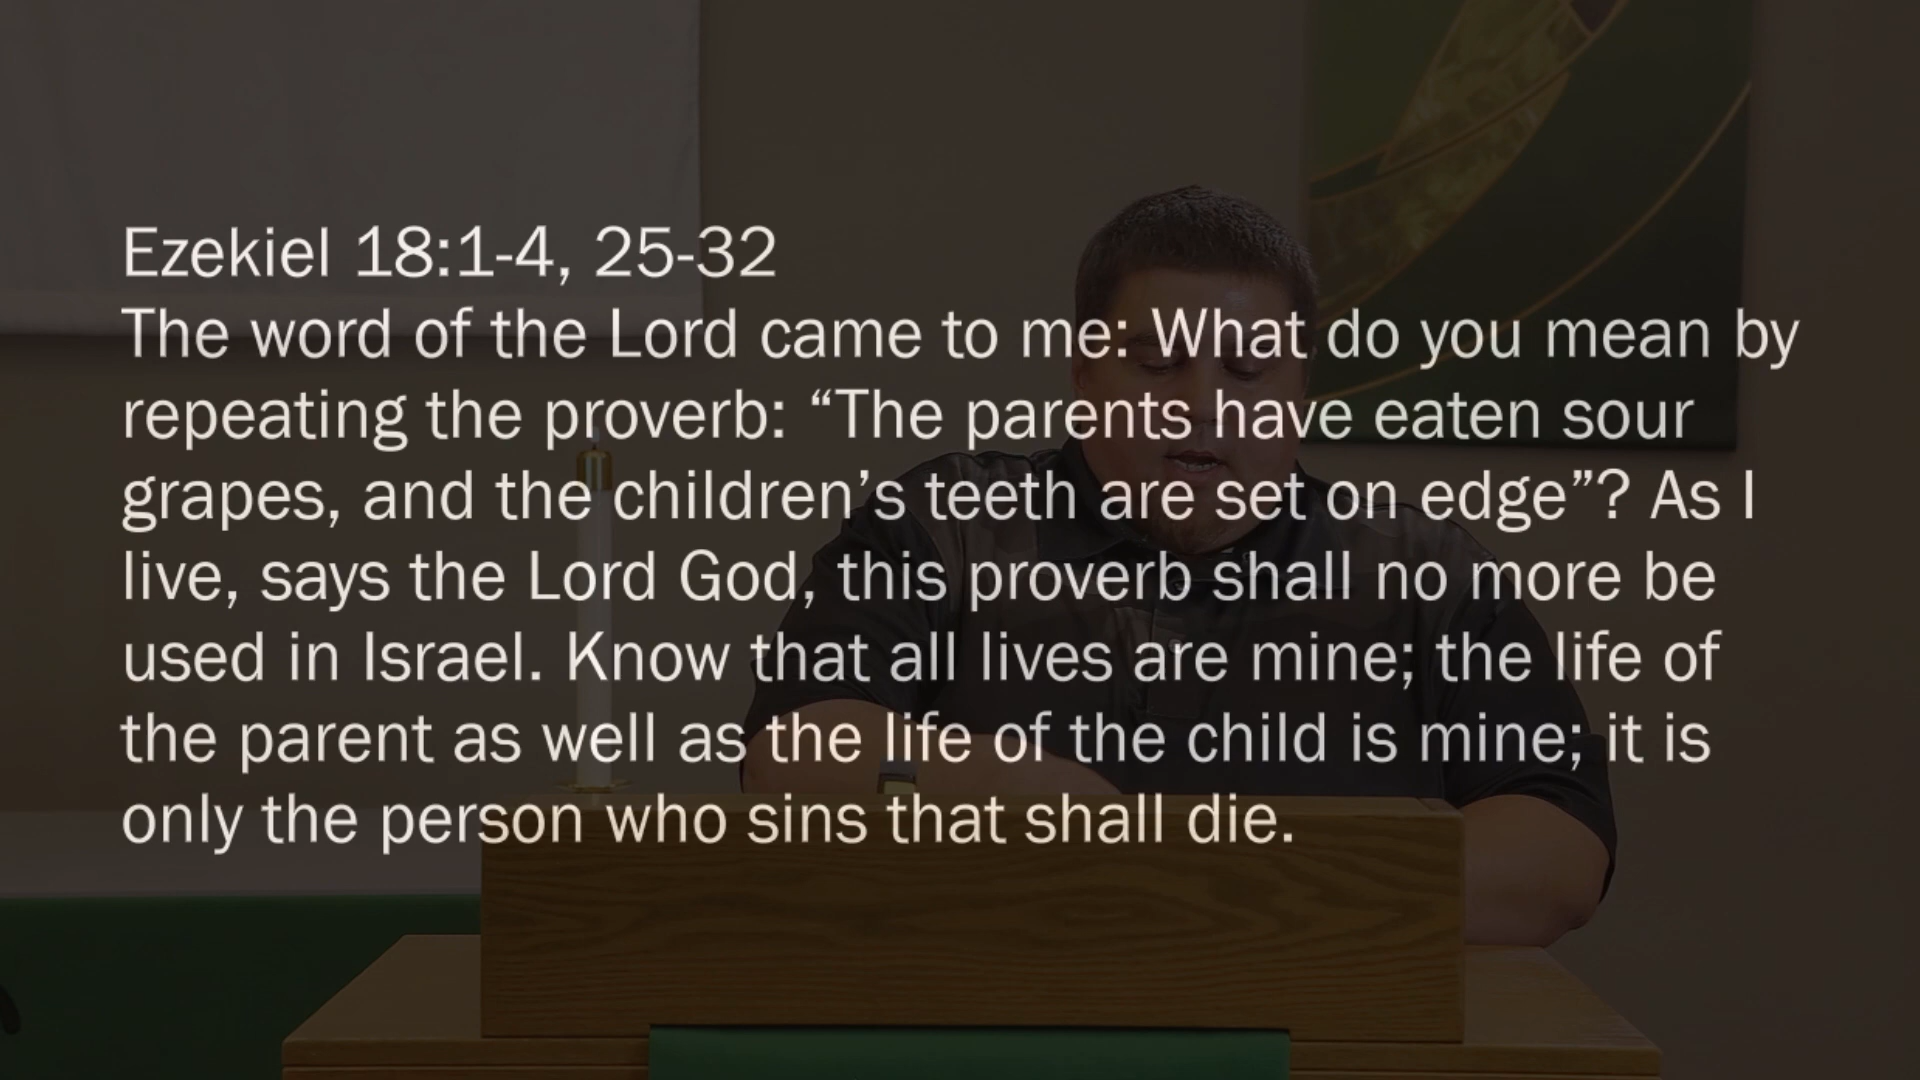 Ezekiel 18:1-4, 25-32
The word of the Lord came to me: What do you mean by
repeating the proverb: “The parents have eaten sour
grapes, and the children’s teeth are set on edge”? As I
live, says the Lord God, this proverb shall no more be
used in Israel. Know that all lives are mine; the life of
the parent as well as the life of the child is mine; it is
only the person who sins that shall die.